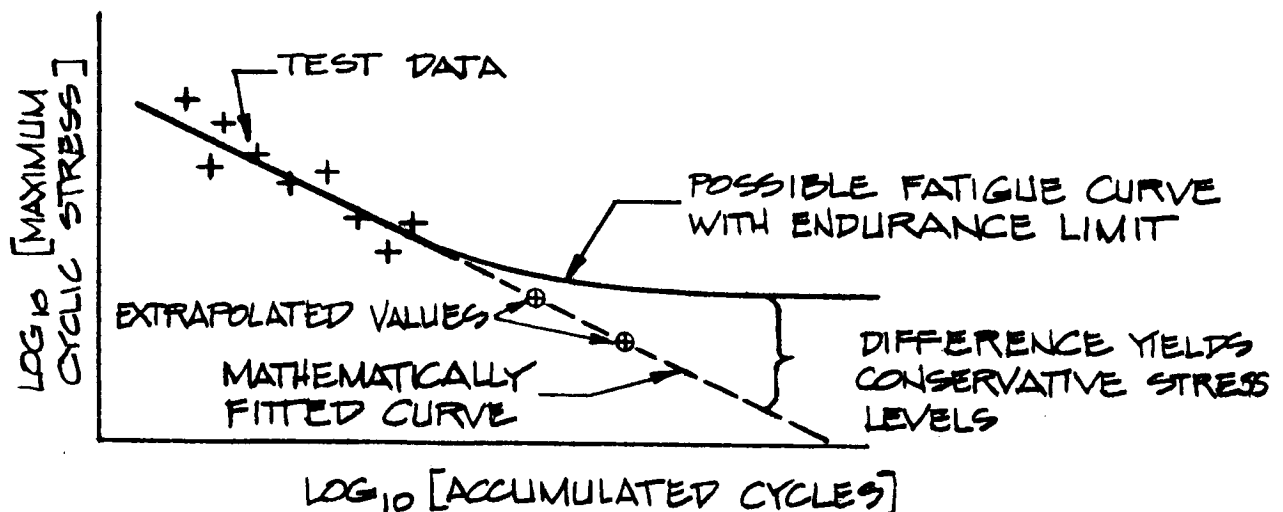 TEST DATA
LOG10 [MAXIMUM
CYCLIC STRESS]
POSSIBLE FATIGUE CURVE
WITH ENDURANCE LIMIT
EXTRAPOLATED VALUES
MATHEMATICALLY
FITTED CURVE
DIFFERENCE YIELDS
CONSERVATIVE STRESS
LEVELS
LOG10 [ACCUMULATED CYCLES]